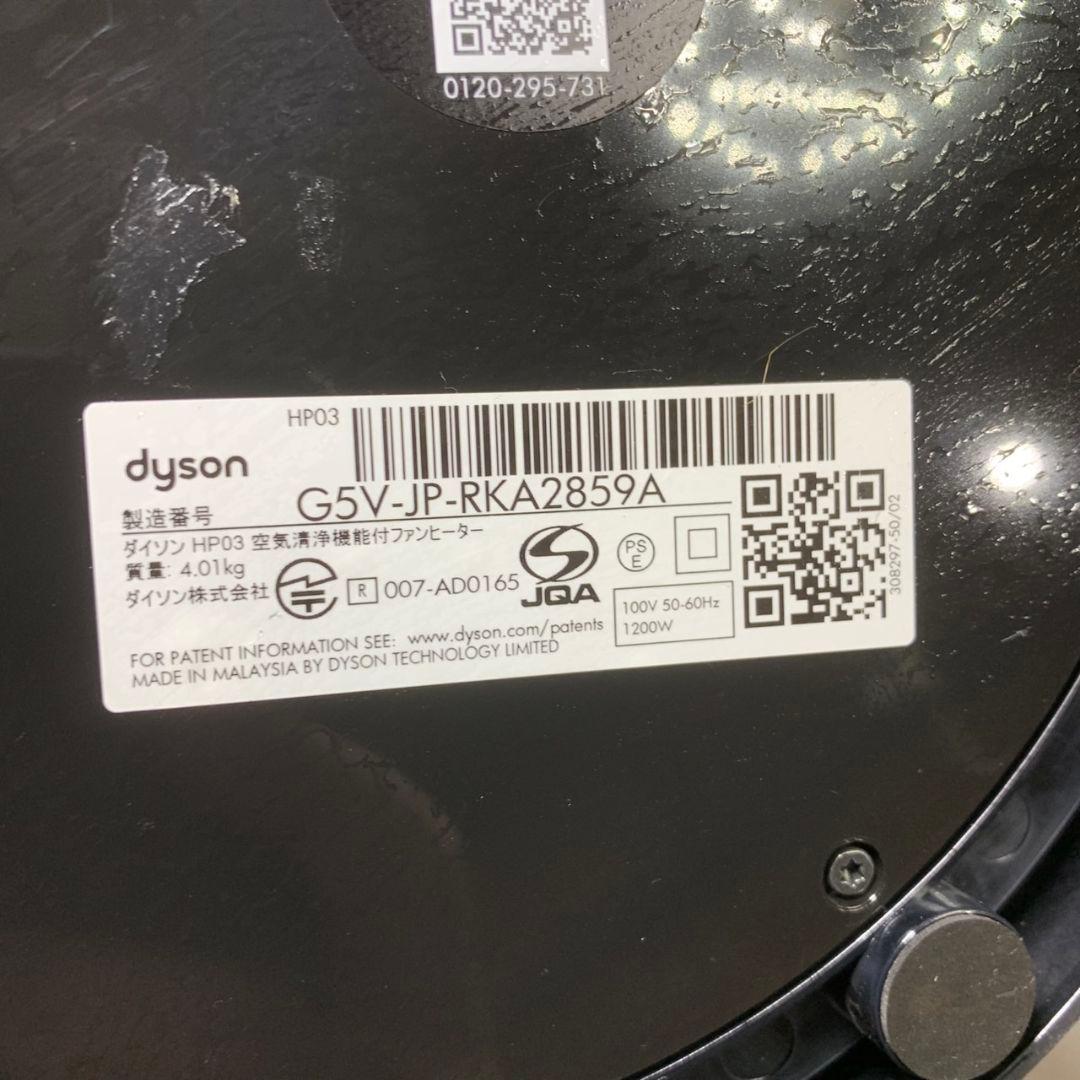 0120-295-731
HP03
dyson
製造番号 G5V-JP-RKA2859A
ダイソン HP03 空気清浄機能付ファンヒーター
質量: 4.01kg
ダイソン株式会社
R 007-AD0165
JQA
PS
E
100V 50-60Hz
1200W
308297-50/02
FOR PATENT INFORMATION SEE: www.dyson.com/patents
MADE IN MALAYSIA BY DYSON TECHNOLOGY LIMITED